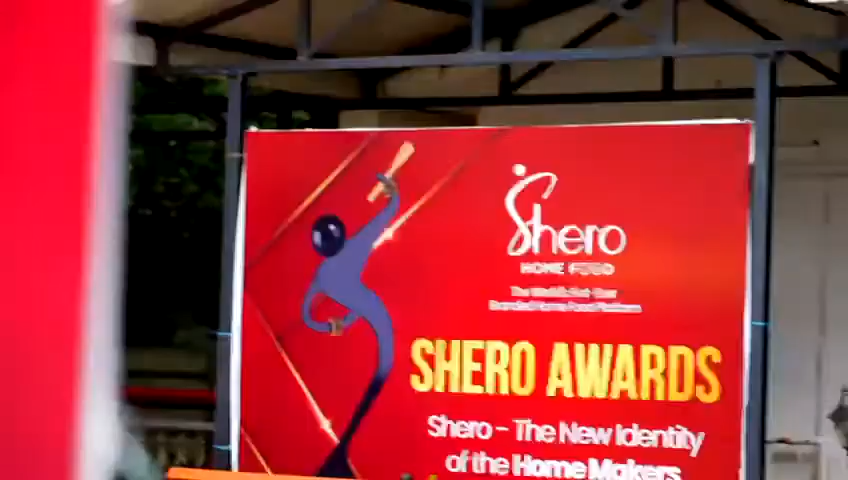 Shero
HOME FOOD
SHERO AWARDS
Shero - The New Identity
of the Home Makers